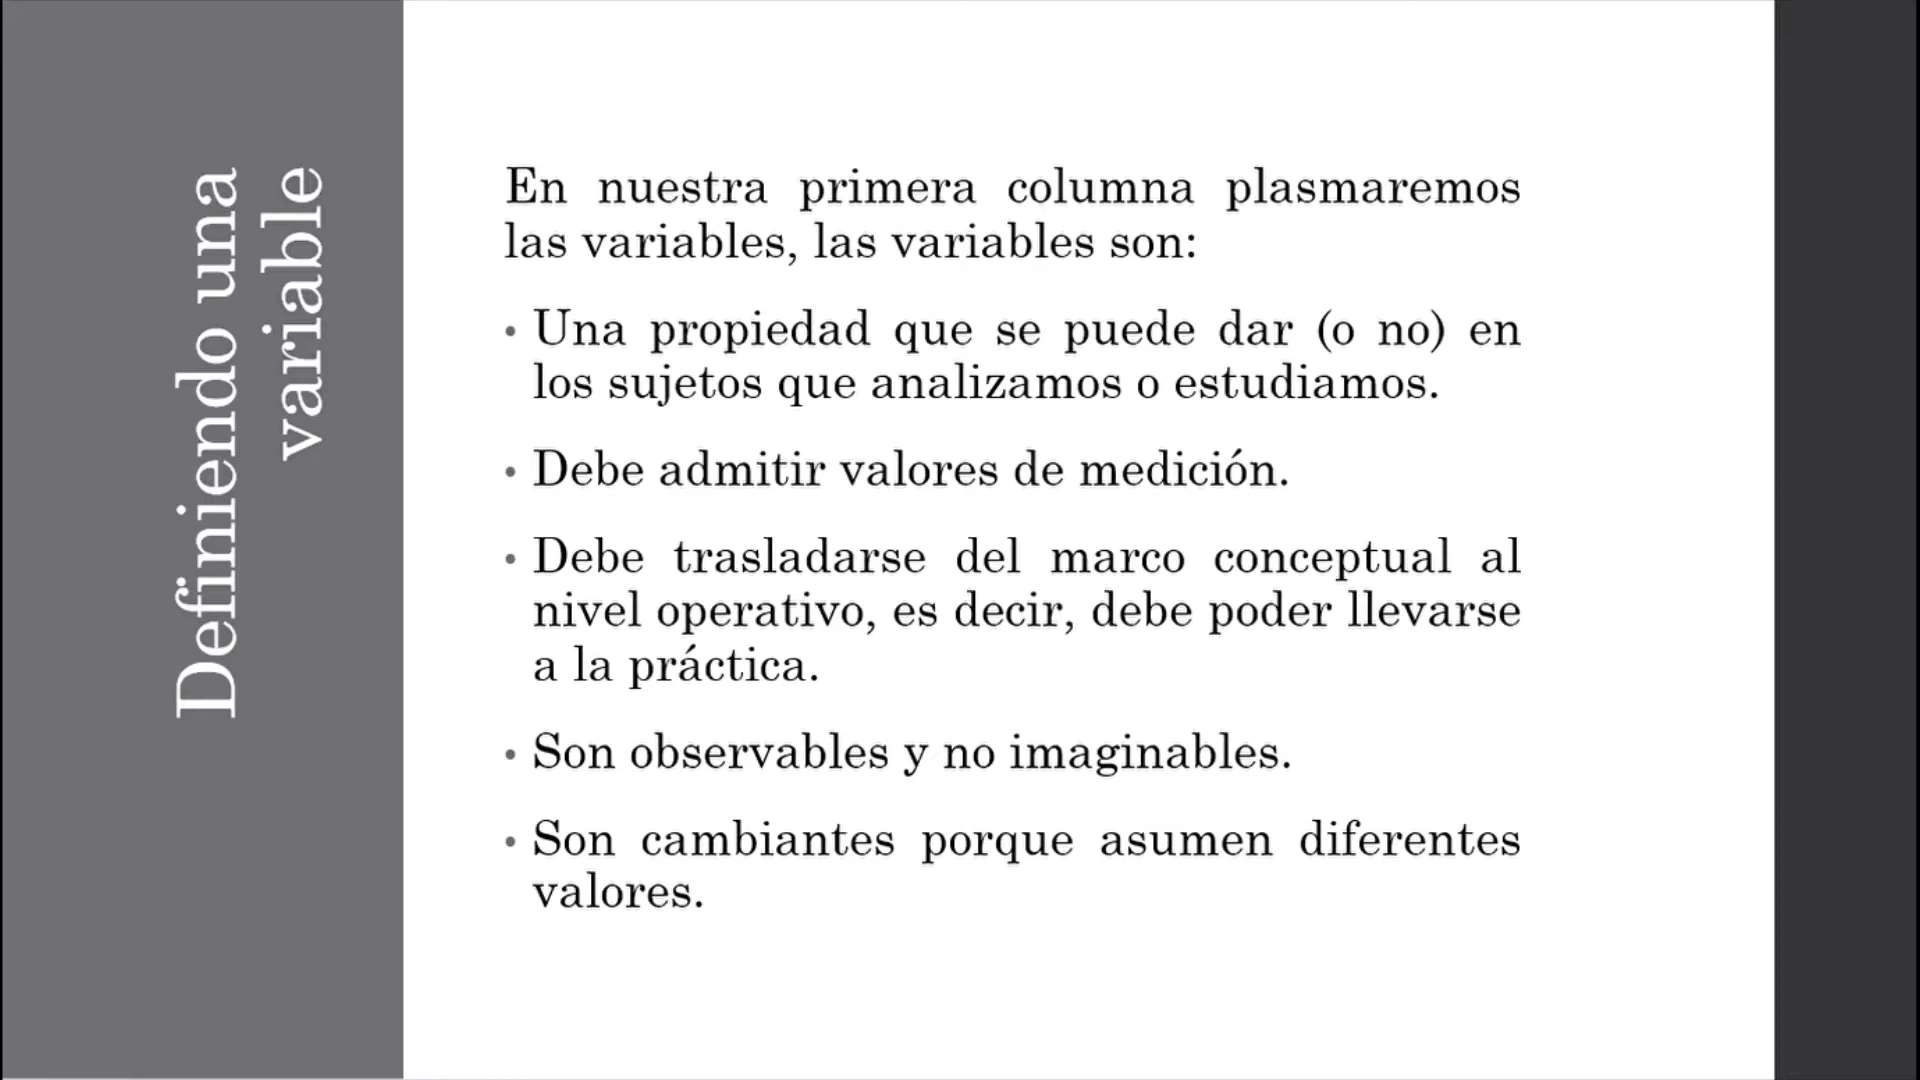 Definiendo una
variable
En nuestra primera columna plasmaremos
las variables, las variables son:
• Una propiedad que se puede dar (o no) en
los sujetos que analizamos o estudiamos.
• Debe admitir valores de medición.
• Debe trasladarse del marco conceptual al
nivel operativo, es decir, debe poder llevarse
a la práctica.
• Son observables y no imaginables.
• Son cambiantes porque asumen diferentes
valores.